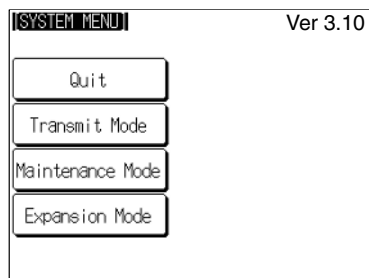 [SYSTEM MENU]
Ver 3.10
Quit
Transmit Mode
Maintenance Mode
Expansion Mode